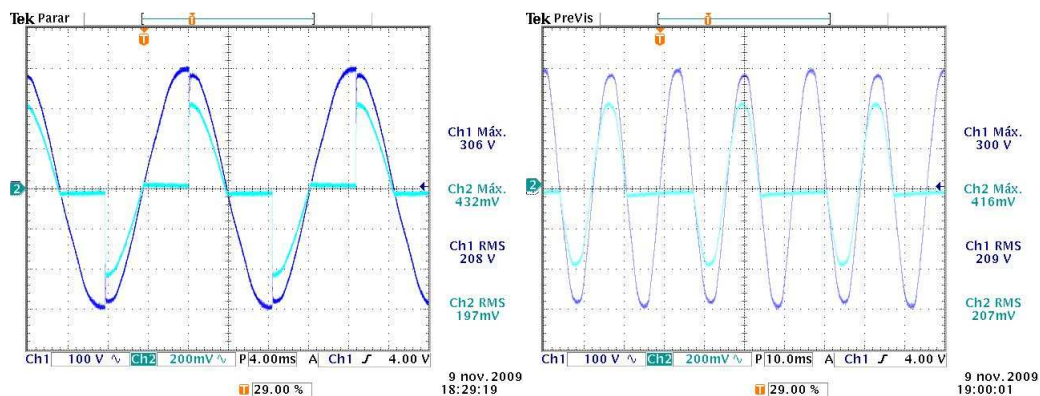 Tek Parar
T
T
2
Ch1 Máx.
306 V
Ch2 Máx.
432mV
Ch1 RMS
208 V
Ch2 RMS
197mV
Ch1 100 V Ch2 200mV P 4.00ms A Ch1 4.00 V
T 29.00 %
9 nov. 2009
18:29:19
Tek PreVis
T
T
2
Ch1 Máx.
300 V
Ch2 Máx.
416mV
Ch1 RMS
209 V
Ch2 RMS
207mV
Ch1 100 V Ch2 200mV P 10.0ms A Ch1 4.00 V
T 29.00 %
9 nov. 2009
19:00:01